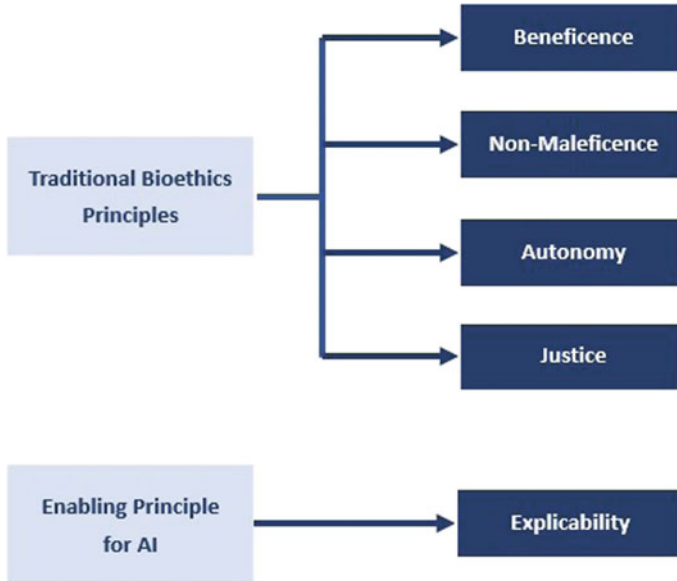 Beneficence
Non-Maleficence
Traditional Bioethics
Principles
Autonomy
Justice
Enabling Principle
for AI
Explicability